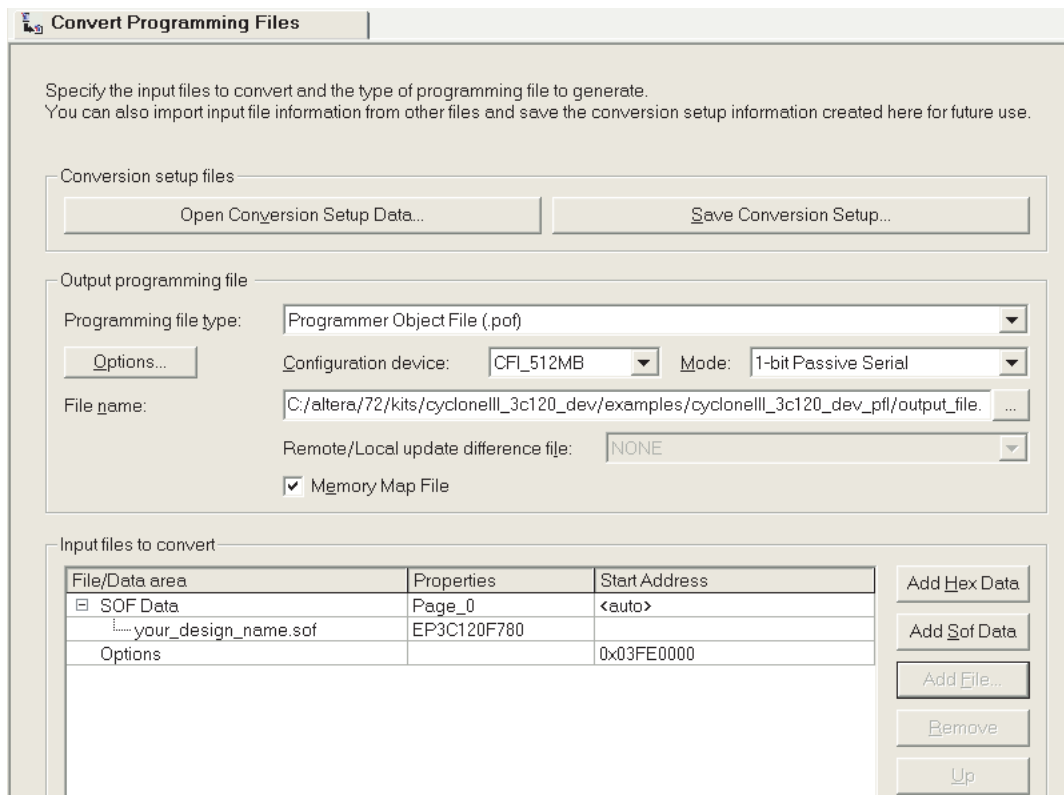 Convert Programming Files
Specify the input files to convert and the type of programming file to generate.
You can also import input file information from other files and save the conversion setup information created here for future use.
Conversion setup files
Open Conversion Setup Data... Save Conversion Setup...
Output programming file
Programming file type: Programmer Object File (.pof)
Options... Configuration device: CFI_512MB Mode: 1-bit Passive Serial
File name: C:/altera/72/kits/cycloneIII_3c120_dev/examples/cycloneIII_3c120_dev_pfl/output_file. ...
Remote/Local update difference file: NONE
Memory Map File
Input files to convert
File/Data area Properties Start Address Add Hex Data
SOF Data Page_0 <auto>
your_design_name.sof EP3C120F780 Add Sof Data
Options 0x03FE0000
Add File...
Remove
Up